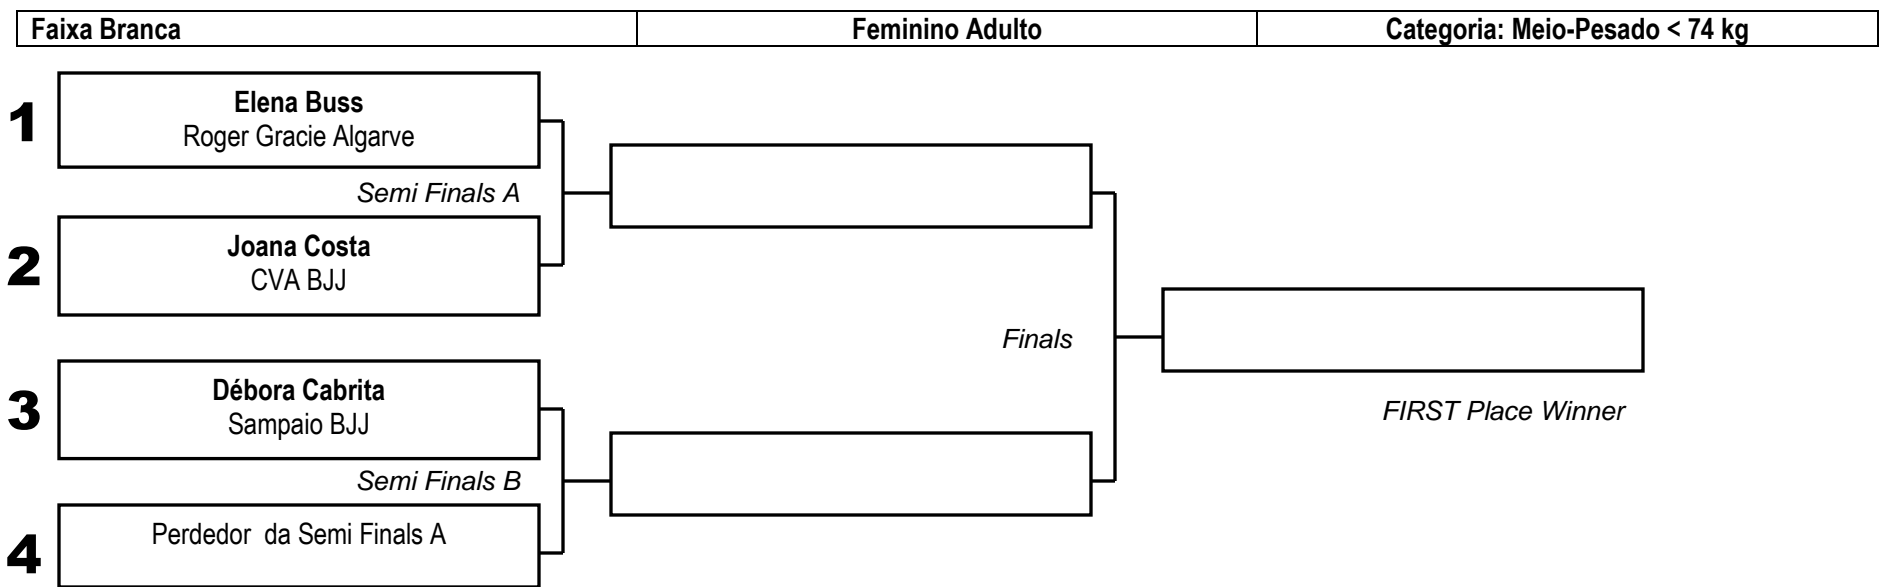 Faixa Branca Feminino Adulto Categoria: Meio-Pesado < 74 kg
1
Elena Buss
Roger Gracie Algarve
Semi Finals A
2
Joana Costa
CVA BJJ
Finals
3
Débora Cabrita
Sampaio BJJ
FIRST Place Winner
Semi Finals B
4
Perdedor da Semi Finals A